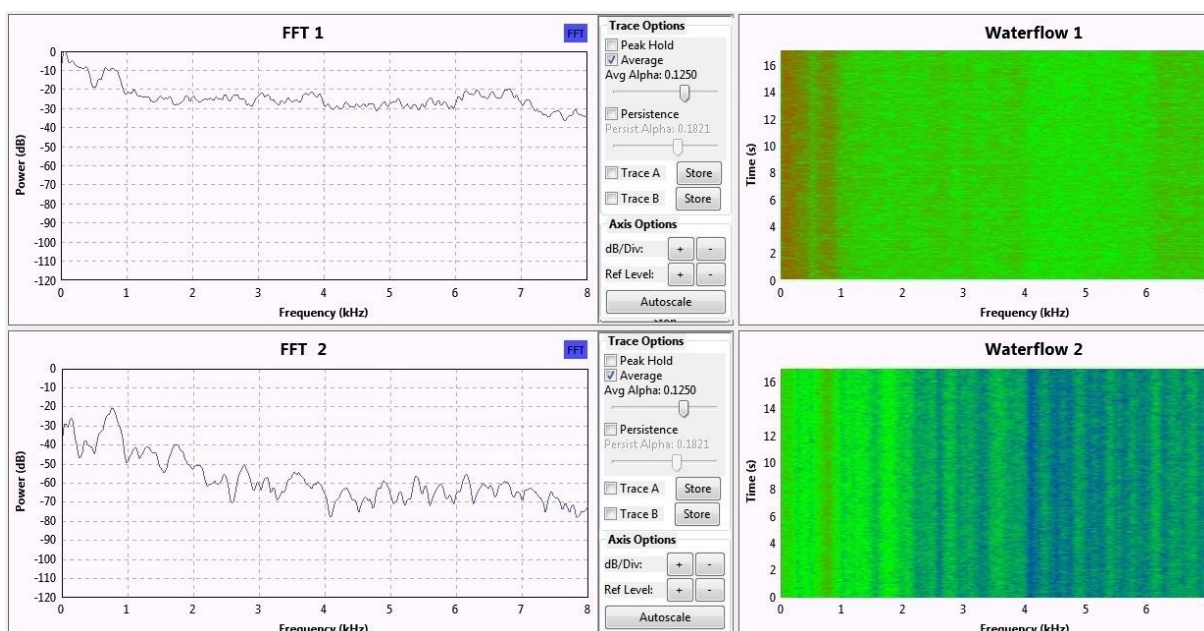 FFT 1
FFT
Power (dB)
0
-10
-20
-30
-40
-50
-60
-70
-80
-90
-100
-110
-120
0 1 2 3 4 5 6 7 8
Frequency (kHz)
Trace Options
Peak Hold
Average
Avg Alpha: 0.1250
Persistence
Persist Alpha: 0.1821
Trace A Store
Trace B Store
Axis Options
dB/Div: + -
Ref Level: + -
Autoscale
Waterflow 1
Time (s)
16
14
12
10
8
6
4
2
0
0 1 2 3 4 5 6
Frequency (kHz)
FFT 2
FFT
Power (dB)
0
-10
-20
-30
-40
-50
-60
-70
-80
-90
-100
-110
-120
0 1 2 3 4 5 6 7 8
Frequency (kHz)
Trace Options
Peak Hold
Average
Avg Alpha: 0.1250
Persistence
Persist Alpha: 0.1821
Trace A Store
Trace B Store
Axis Options
dB/Div: + -
Ref Level: + -
Autoscale
Waterflow 2
Time (s)
16
14
12
10
8
6
4
2
0
0 1 2 3 4 5 6
Frequency (kHz)